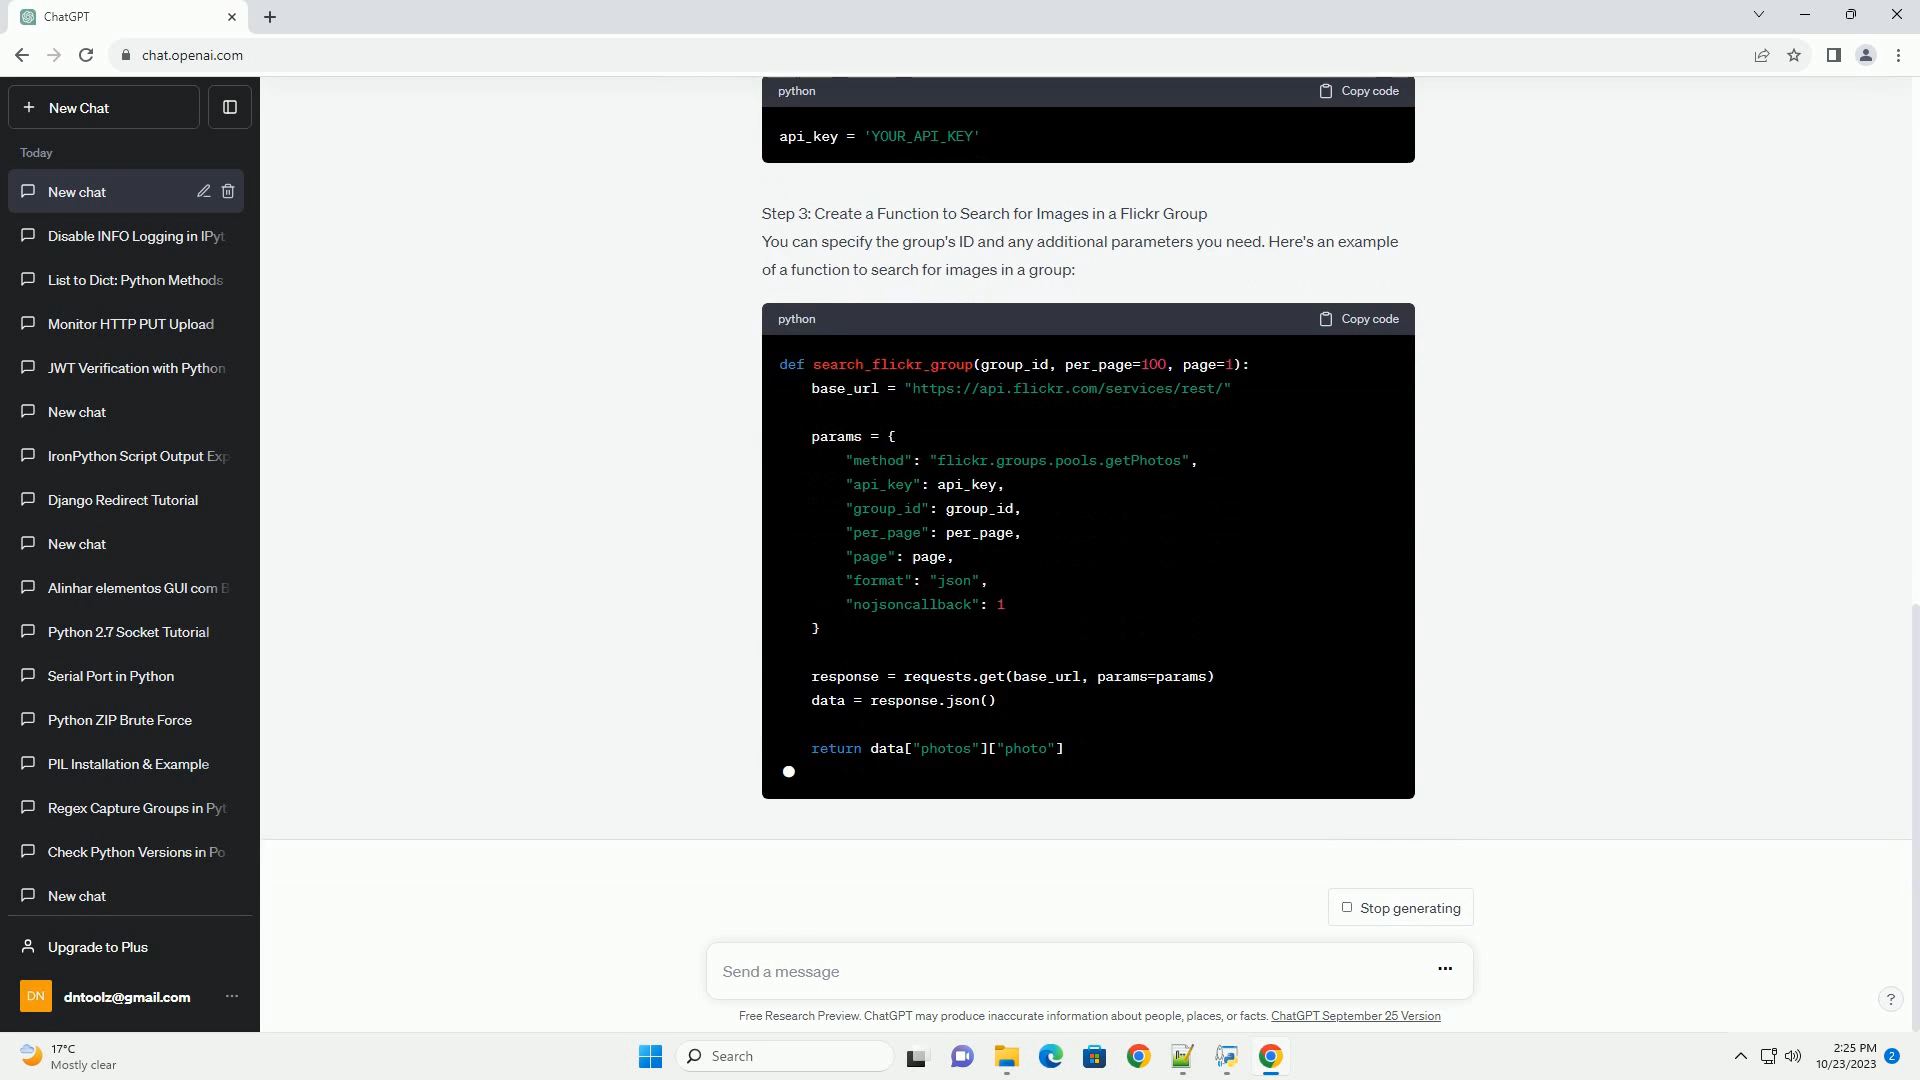 ChatGPT
chat.openai.com
New Chat
Today
New chat
Disable INFO Logging in IPyt
List to Dict: Python Methods
Monitor HTTP PUT Upload
JWT Verification with Python
New chat
IronPython Script Output Exp
Django Redirect Tutorial
New chat
Alinhar elementos GUI com B
Python 2.7 Socket Tutorial
Serial Port in Python
Python ZIP Brute Force
PIL Installation & Example
Regex Capture Groups in Pyt
Check Python Versions in Po
New chat
Upgrade to Plus
DN dntoolz@gmail.com
python Copy code
api_key = 'YOUR_API_KEY'
Step 3: Create a Function to Search for Images in a Flickr Group
You can specify the group's ID and any additional parameters you need. Here's an example
of a function to search for images in a group:
python Copy code
def search_flickr_group(group_id, per_page=100, page=1):
base_url = "https://api.flickr.com/services/rest/"
params = {
"method": "flickr.groups.pools.getPhotos",
"api_key": api_key,
"group_id": group_id,
"per_page": per_page,
"page": page,
"format": "json",
"nojsoncallback": 1
}
response = requests.get(base_url, params=params)
data = response.json()
return data["photos"]["photo"]
Stop generating
Send a message
Free Research Preview. ChatGPT may produce inaccurate information about people, places, or facts. ChatGPT September 25 Version
?
17°C
Mostly clear
Search
2:25 PM
10/23/2023
2